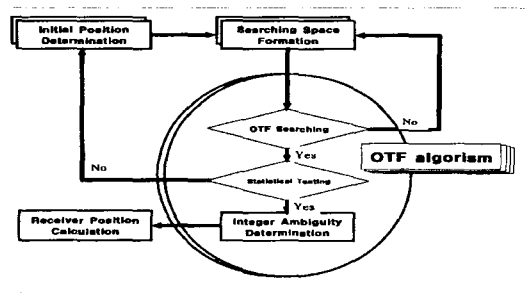 Initial Position
Determination
Searching Space
Formation
OTF Searching
No
Yes
OTF algorism
No
Statistical Testing
Yes
Receiver Position
Calculation
Integer Ambiguity
Determination